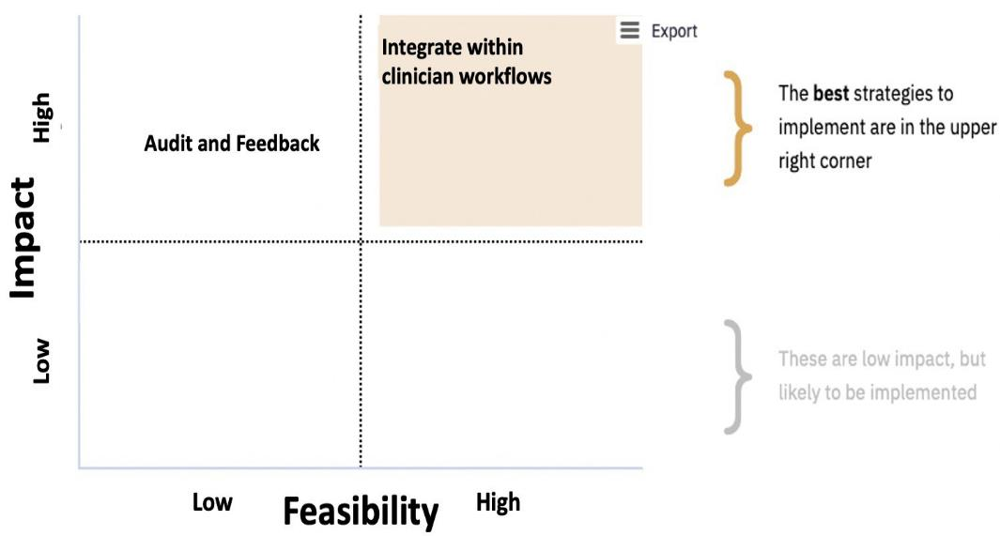 Integrate within
clinician workflows
Export
Audit and Feedback
High
Impact
Low
The best strategies to
implement are in the upper
right corner
These are low impact, but
likely to be implemented
Low
Feasibility
High